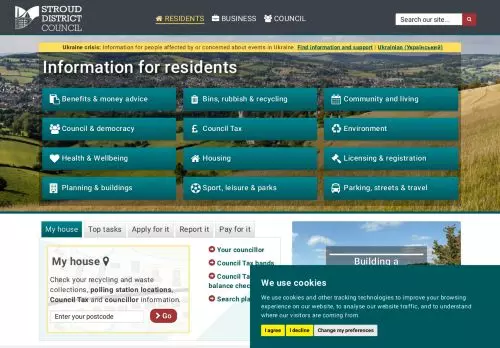 STROUD
DISTRICT
COUNCIL
RESIDENTS
BUSINESS
COUNCIL
Search our site...
Ukraine crisis: Information for people affected by or concerned about events in Ukraine. Find information and support | Ukrainian (Український)
Information for residents
Benefits & money advice
Bins, rubbish & recycling
Community and living
Council & democracy
£ Council Tax
Environment
Health & Wellbeing
Housing
Licensing & registration
Planning & buildings
Sport, leisure & parks
Parking, streets & travel
My house
Top tasks
Apply for it
Report it
Pay for it
My house
Check your recycling and waste
collections, polling station locations,
Council Tax and councillor information.
Enter your postcode
Go
Your councillor
Council Tax bands
Council Ta
balance chec
Search pla
Building a
We use cookies
We use cookies and other tracking technologies to improve your browsing
experience on our website, to analyse our website traffic, and to understand
where our visitors are coming from.
I agree
I decline
Change my preferences